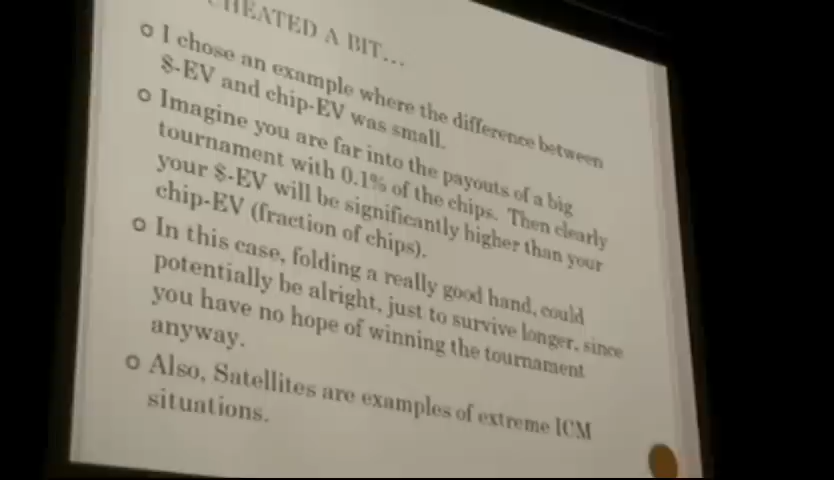 CHEATED A BIT...
I chose an example where the difference between
$-EV and chip-EV was small.
Imagine you are far into the payouts of a big
tournament with 0.1% of the chips. Then clearly
your $-EV will be significantly higher than your
chip-EV (fraction of chips).
In this case, folding a really good hand, could
potentially be alright, just to survive longer, since
you have no hope of winning the tournament
anyway.
Also, Satellites are examples of extreme ICM
situations.